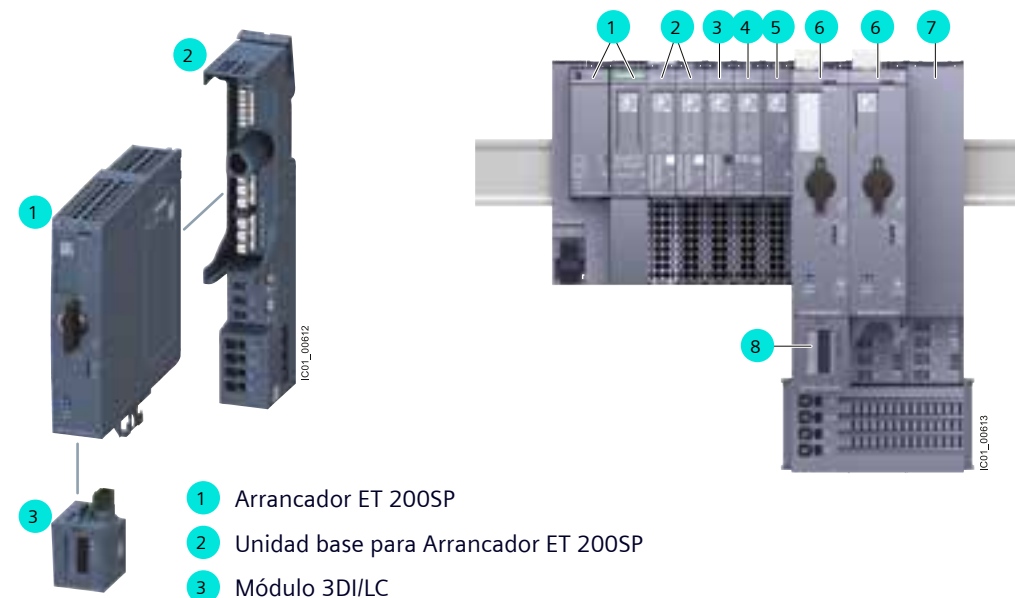 1 2 3 4 5 6 6 7
2
1
8
IC01_00612
IC01_00613
3
1 Arrancador ET 200SP
2 Unidad base para Arrancador ET 200SP
3 Módulo 3DI/LC